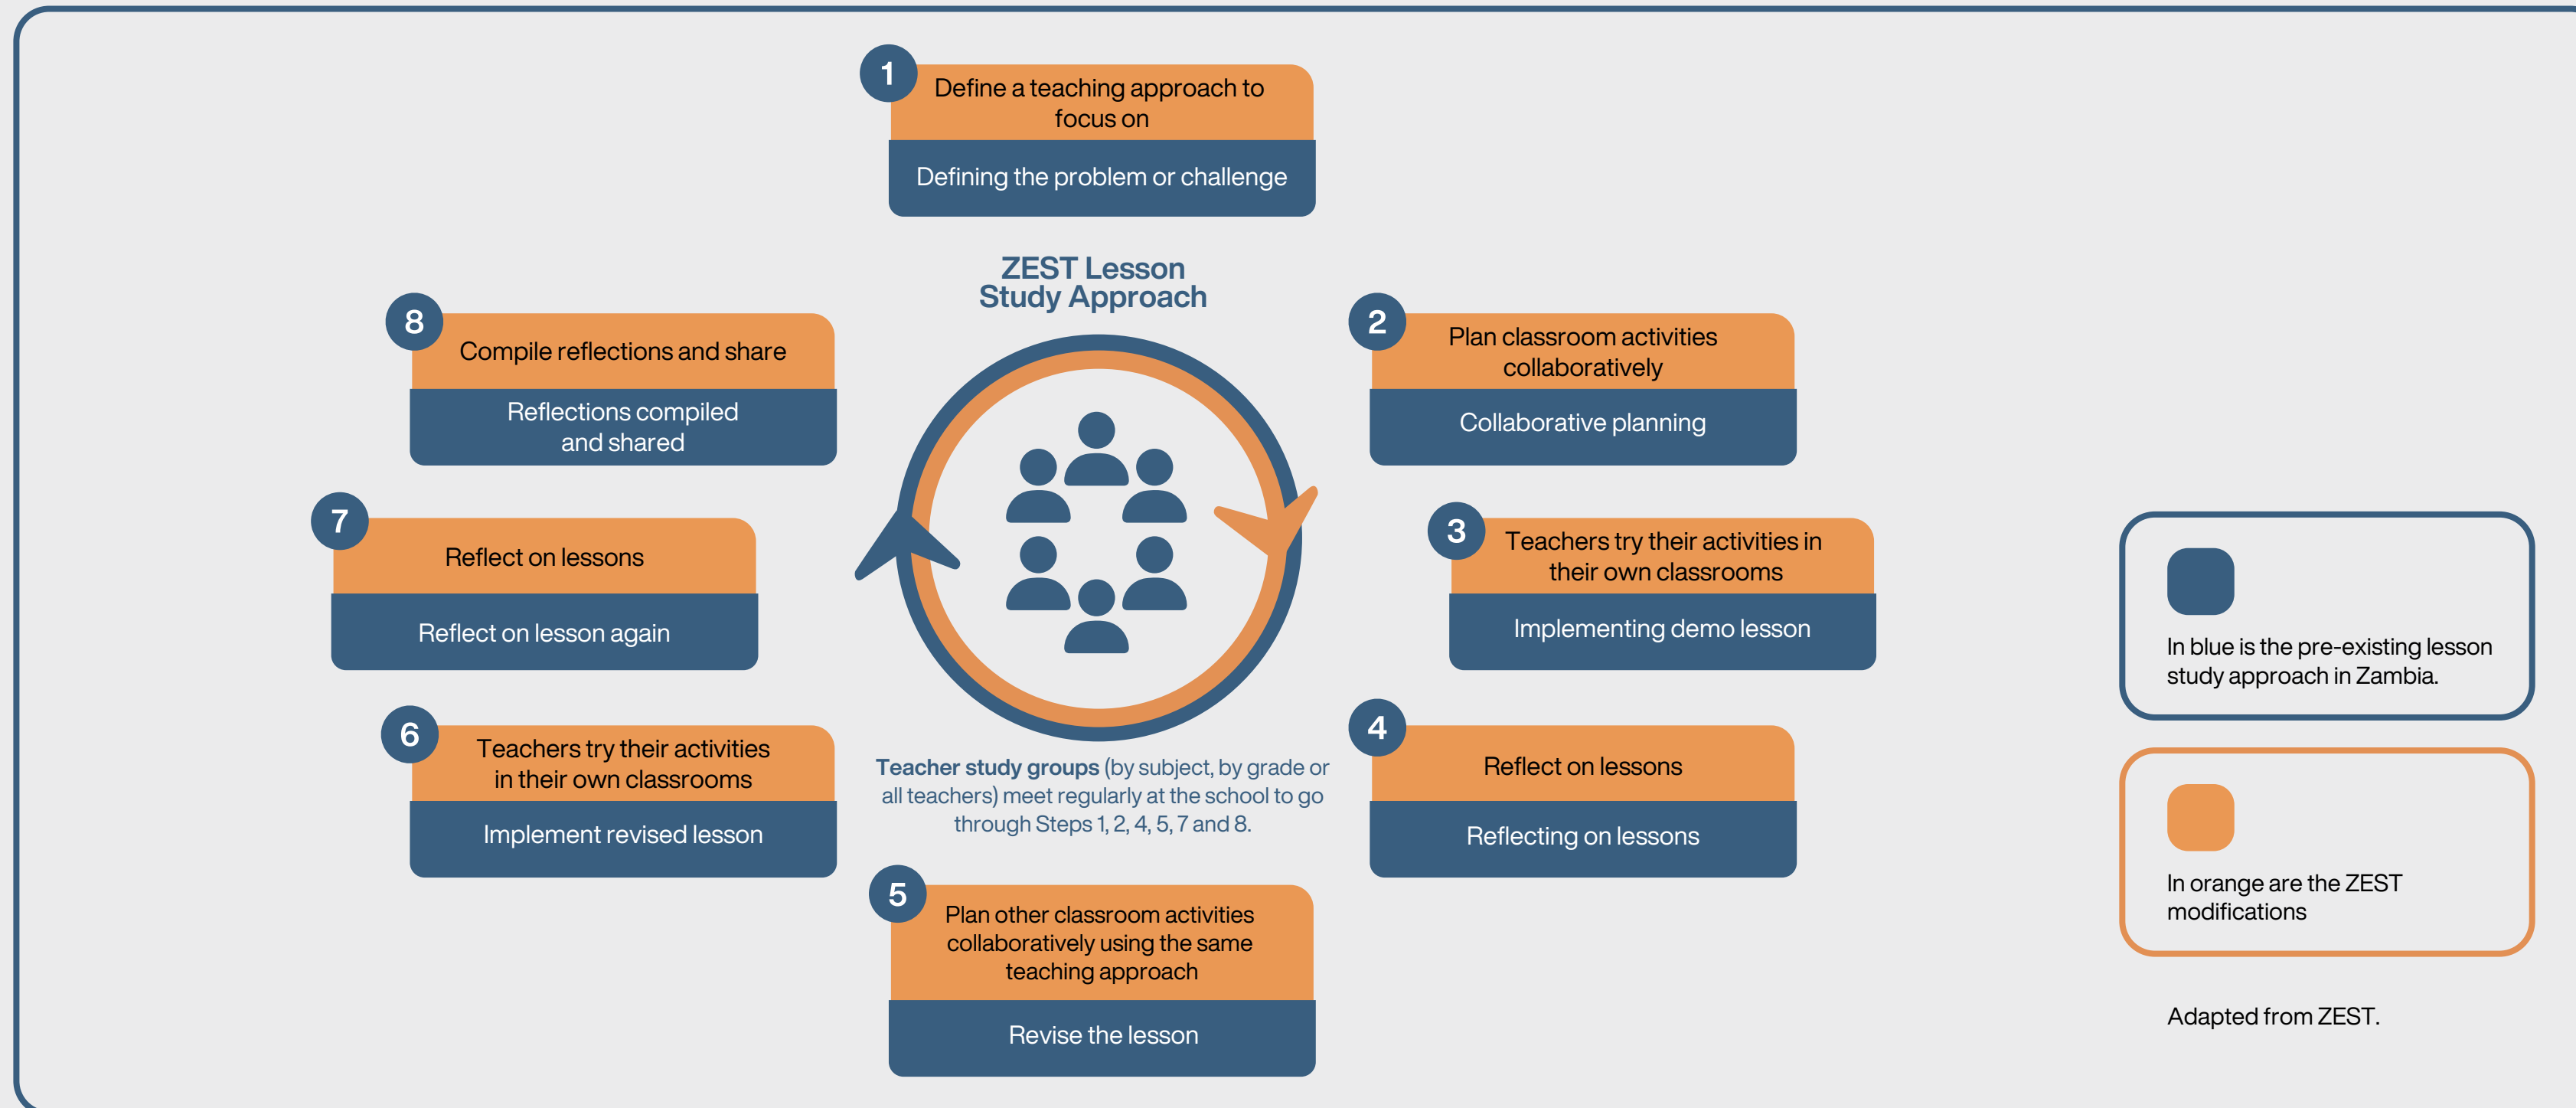 1
Define a teaching approach to
focus on
Defining the problem or challenge
ZEST Lesson
Study Approach
2
Plan classroom activities
collaboratively
Collaborative planning
3
Teachers try their activities in
their own classrooms
Implementing demo lesson
4
Reflect on lessons
Reflecting on lessons
5
Plan other classroom activities
collaboratively using the same
teaching approach
Revise the lesson
6
Teachers try their activities
in their own classrooms
Implement revised lesson
7
Reflect on lessons
Reflect on lesson again
8
Compile reflections and share
Reflections compiled
and shared
Teacher study groups (by subject, by grade or
all teachers) meet regularly at the school to go
through Steps 1, 2, 4, 5, 7 and 8.
In blue is the pre-existing lesson
study approach in Zambia.
In orange are the ZEST
modifications
Adapted from ZEST.